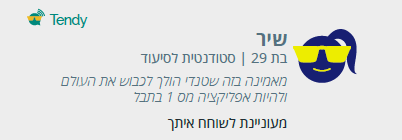 Tendy
שיר
בת 29 | סטודנטית לסיעוד
מאמינה בזה שטנדי הולך לכבוש את העולם
ולהיות אפליקציה מס 1 בתבל
מעוניינת לשוחח איתך